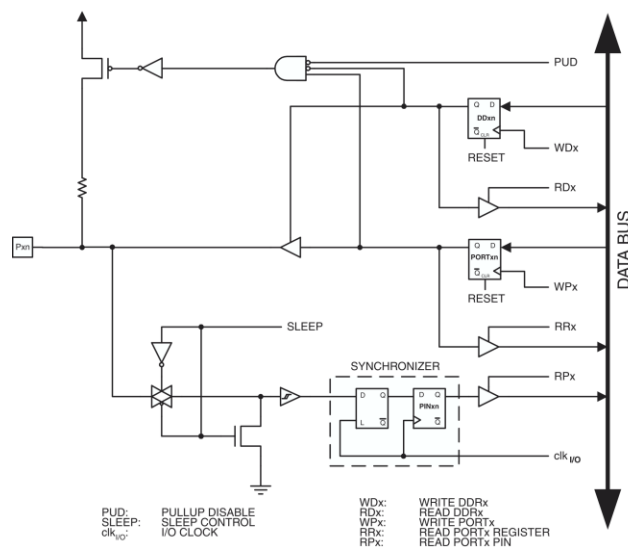 PUD
Q D
DDxn
Q CLR
WDx
RESET
RDx
DATA BUS
Pxn
Q D
PORTxn
Q CLR
WPx
RESET
SLEEP
RRx
SYNCHRONIZER
RPx
D Q
D Q
PINxn
L Q
Q
clk I/O
PUD: PULLUP DISABLE
SLEEP: SLEEP CONTROL
clkI/O: I/O CLOCK
WDx: WRITE DDRx
RDx: READ DDRx
WPx: WRITE PORTx
RRx: READ PORTx REGISTER
RPx: READ PORTx PIN